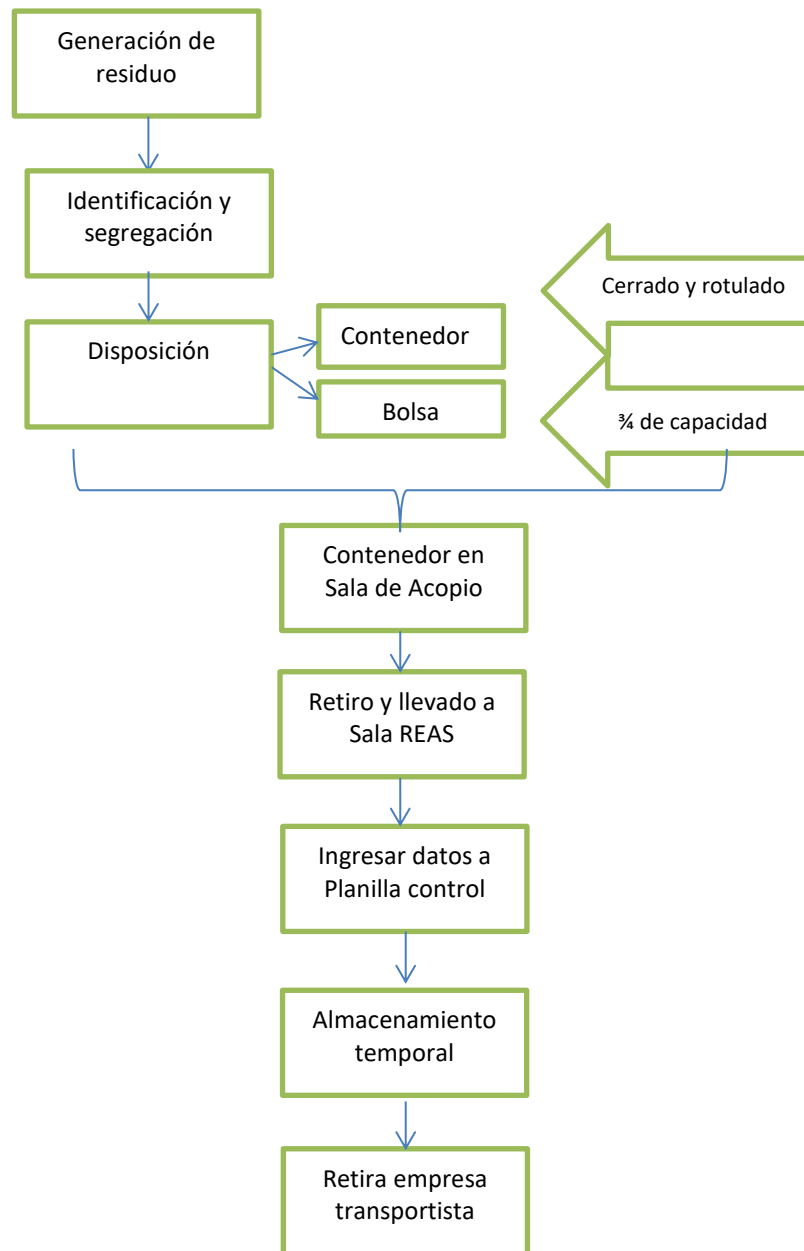 Generación de
residuo
Identificación y
segregación
Cerrado y rotulado
Disposición
Contenedor
Bolsa
¾ de capacidad
Contenedor en
Sala de Acopio
Retiro y llevado a
Sala REAS
Ingresar datos a
Planilla control
Almacenamiento
temporal
Retira empresa
transportista